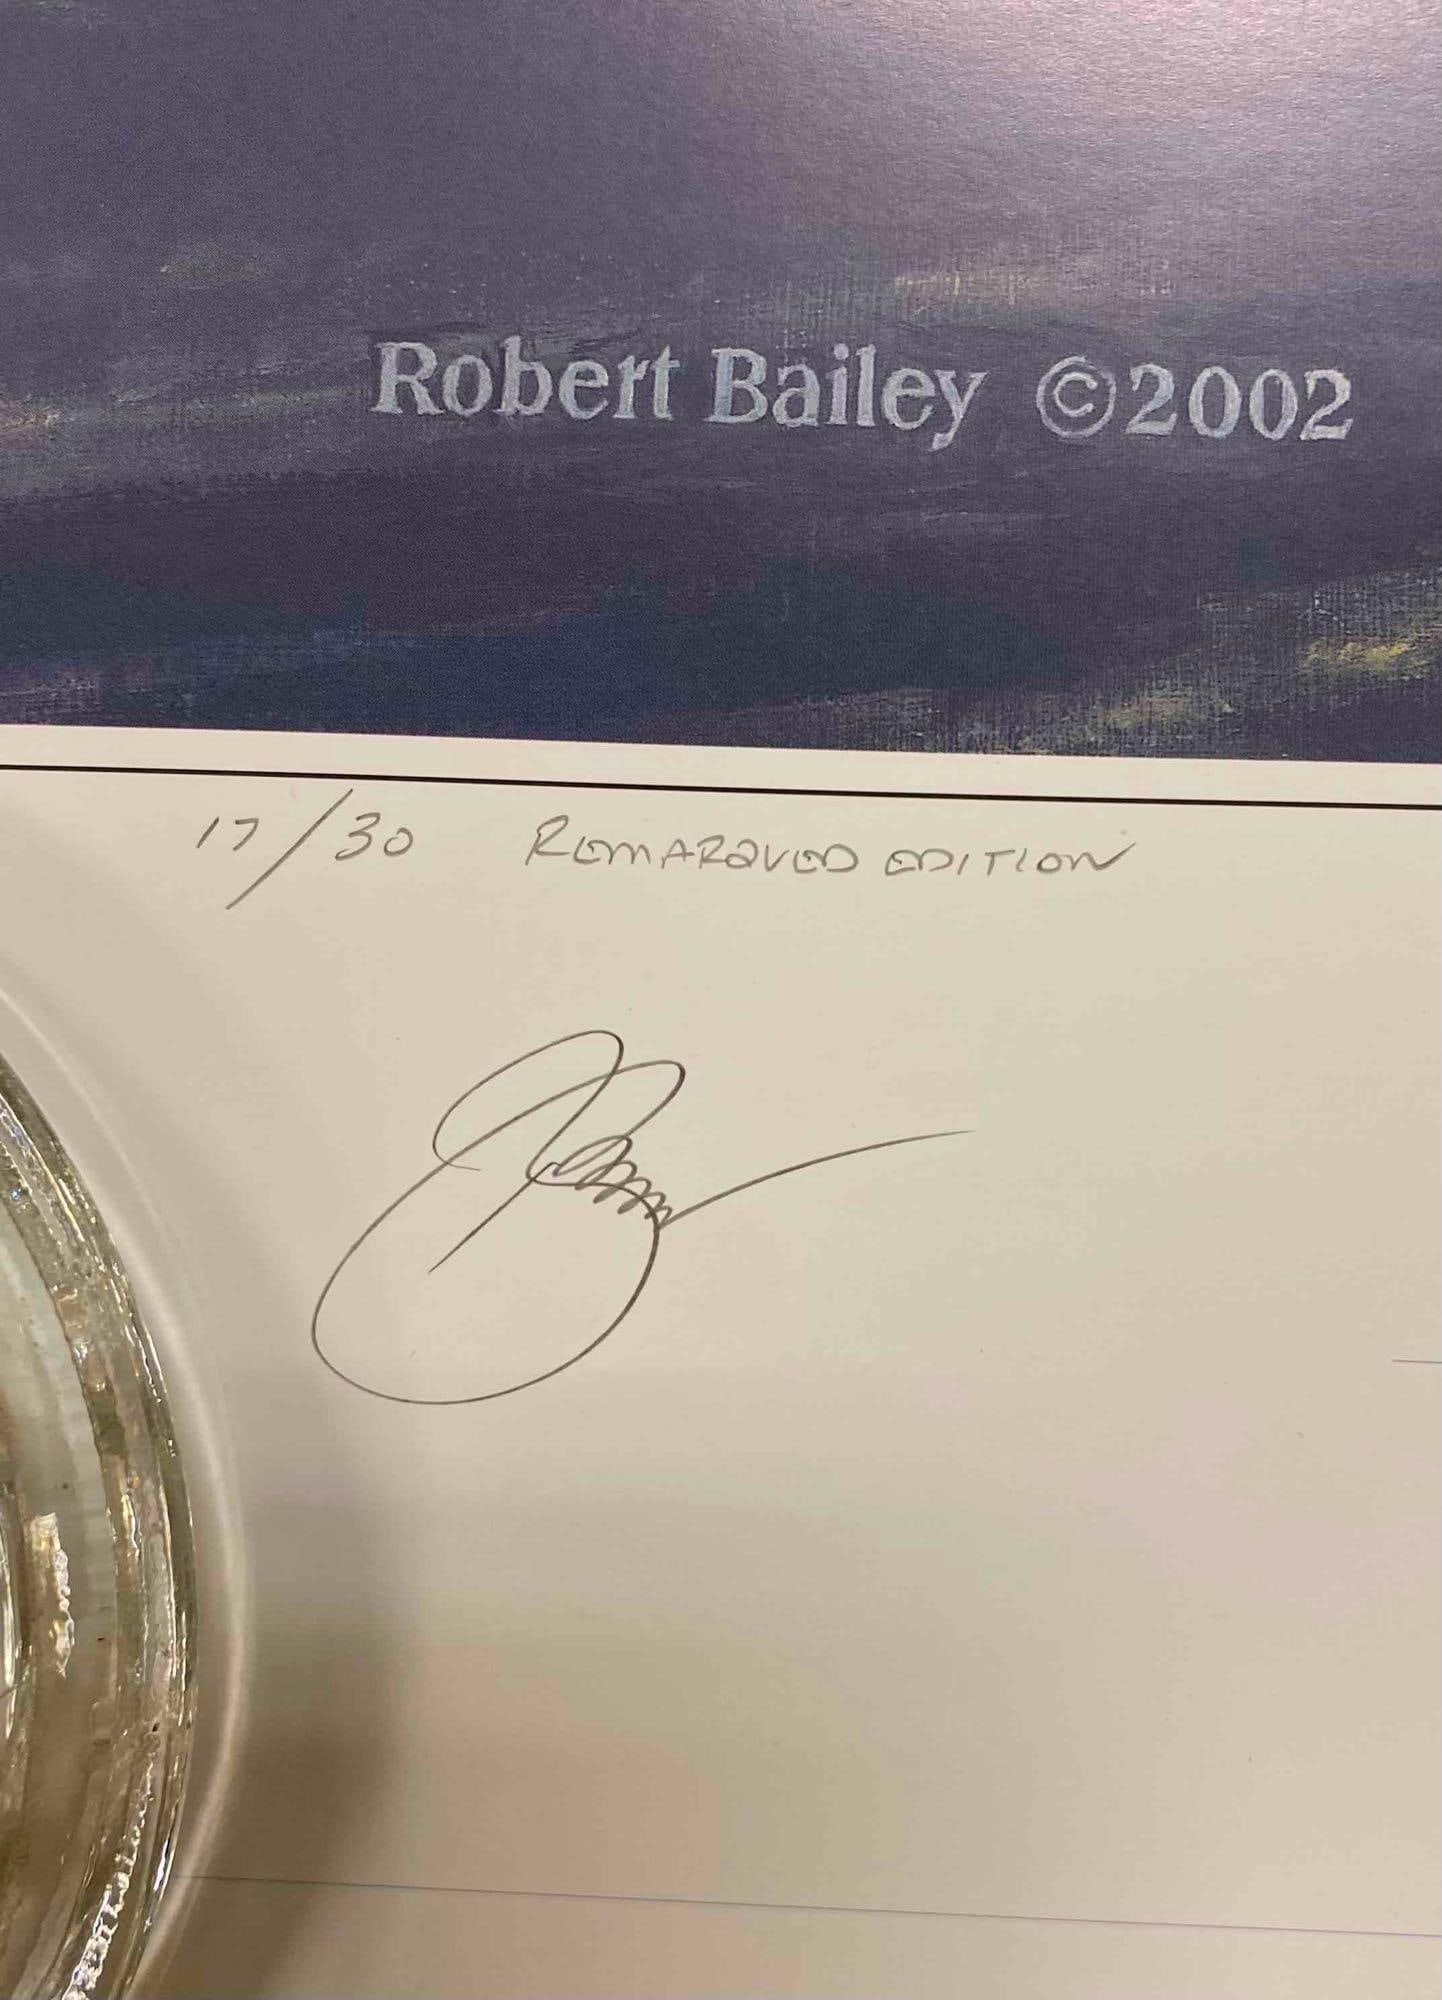 Robert Bailey ©2002
17/30 REMARQUED EDITION